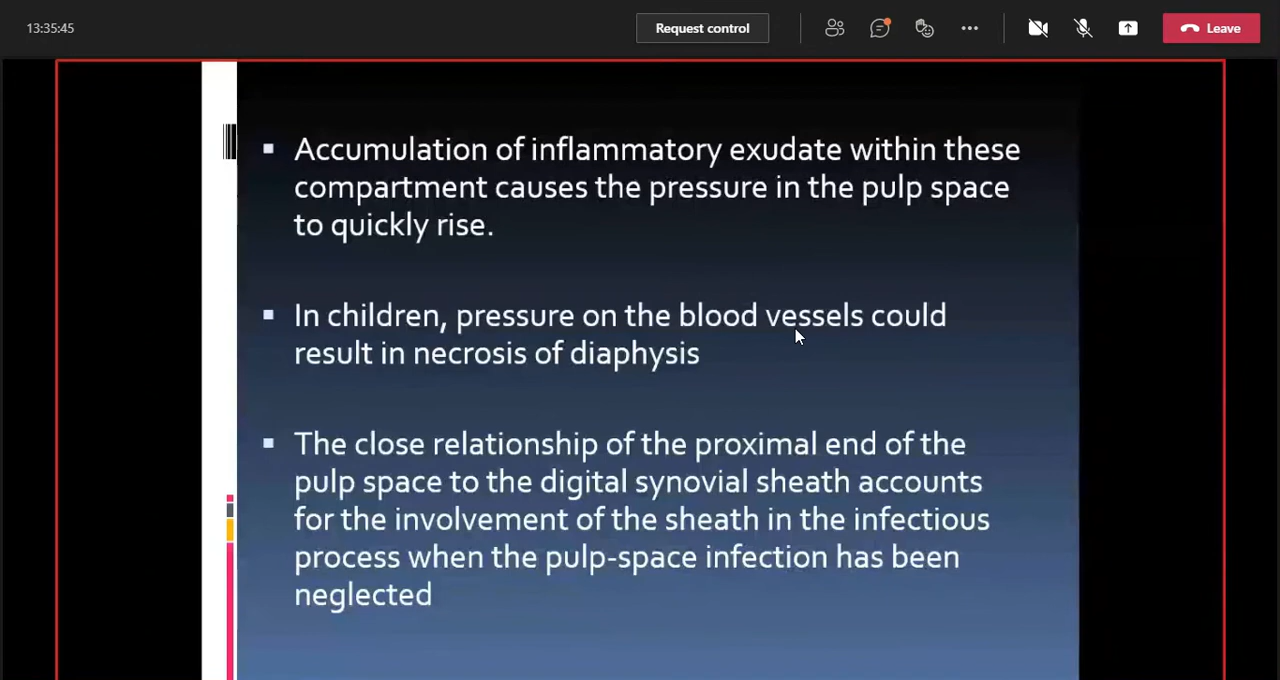 13:35:45
Request control
Leave
Accumulation of inflammatory exudate within these
compartment causes the pressure in the pulp space
to quickly rise.
In children, pressure on the blood vessels could
result in necrosis of diaphysis
The close relationship of the proximal end of the
pulp space to the digital synovial sheath accounts
for the involvement of the sheath in the infectious
process when the pulp-space infection has been
neglected